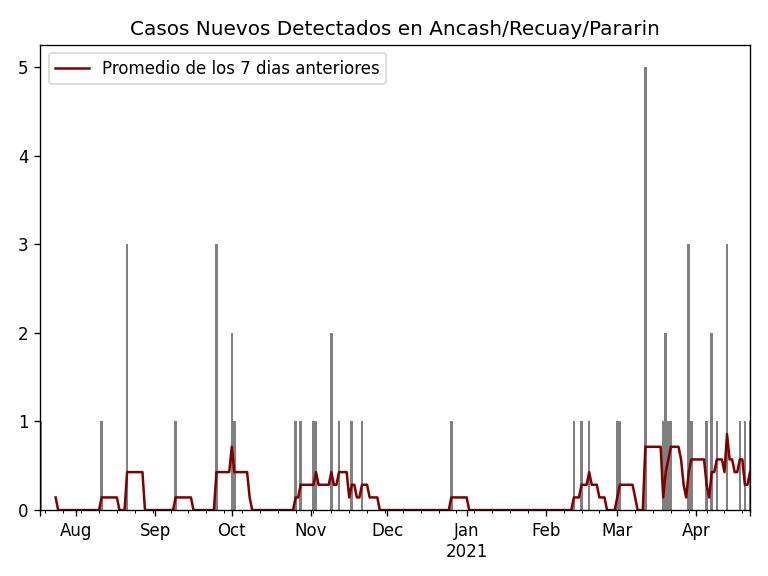 Casos Nuevos Detectados en Ancash/Recuay/Pararin
Promedio de los 7 dias anteriores
5
4
3
2
1
0
Aug Sep Oct Nov Dec Jan Feb Mar Apr
2021